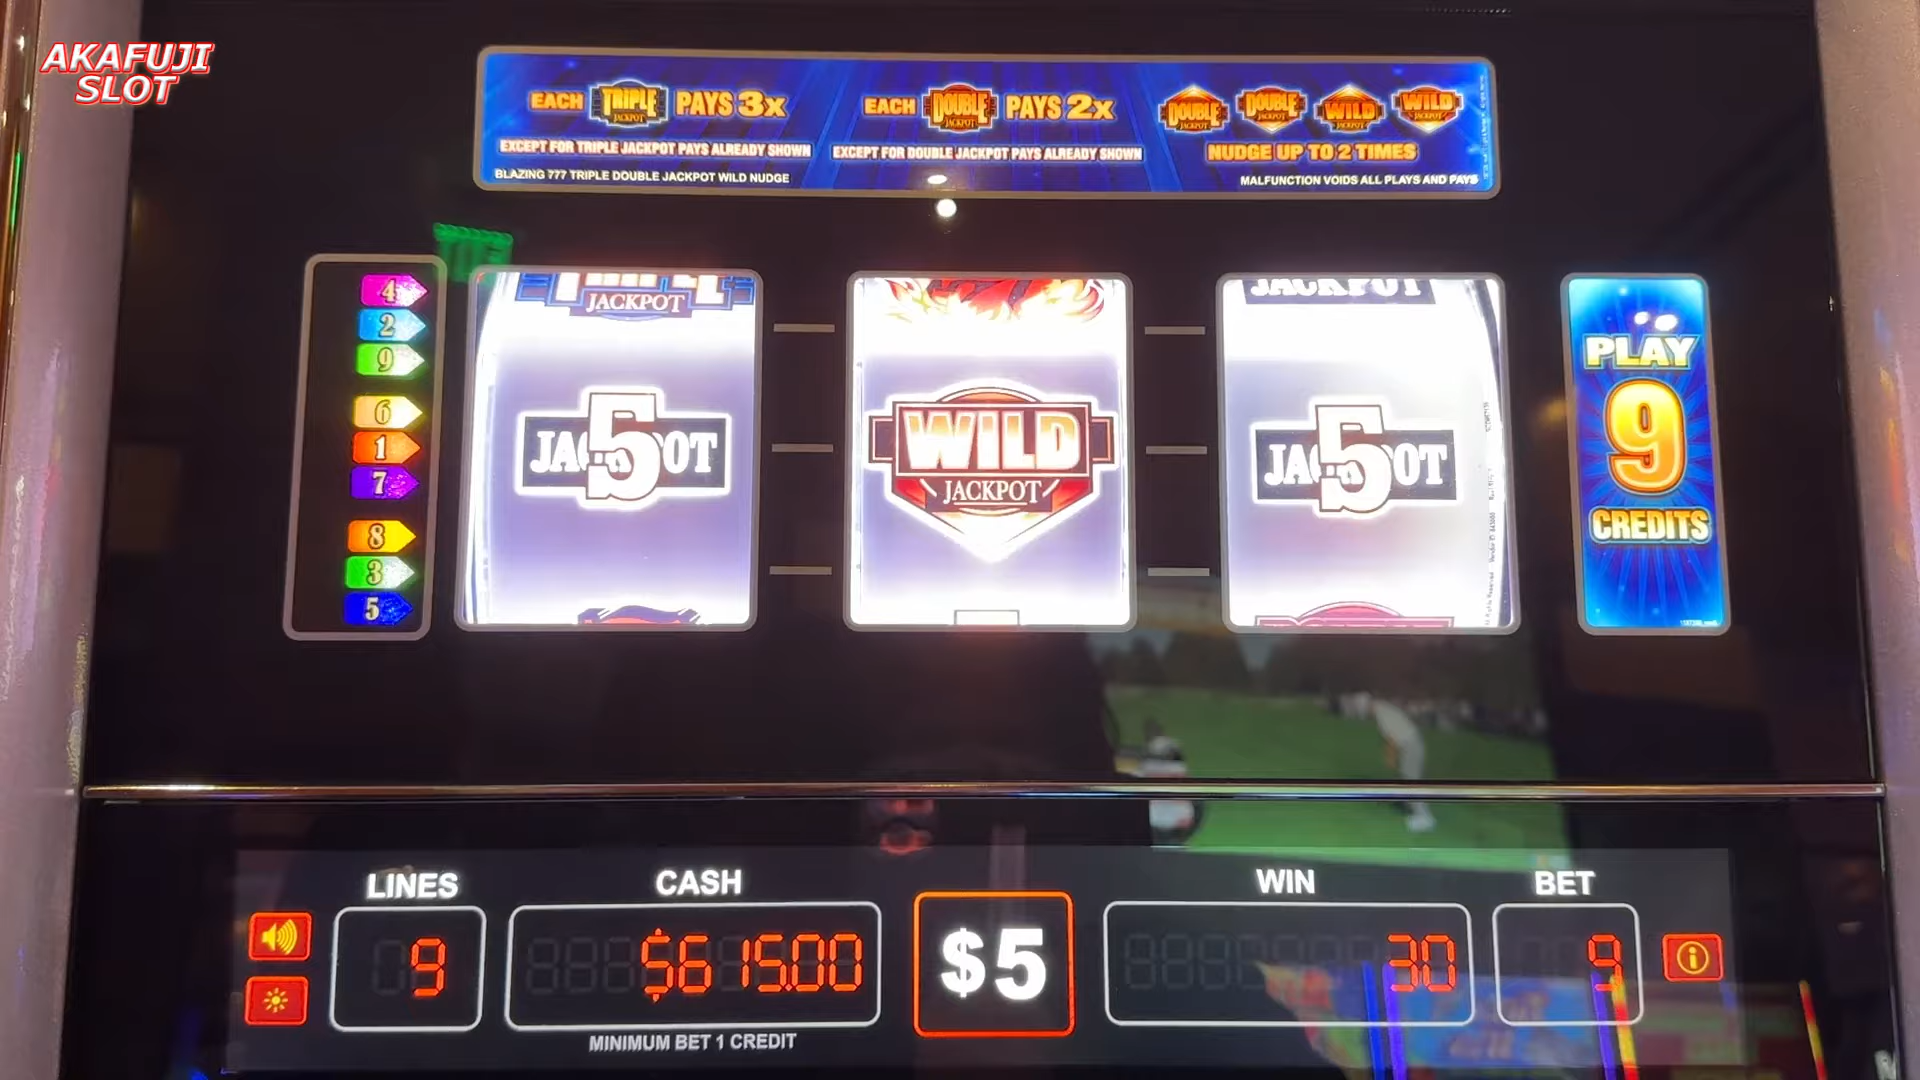 AKAFUJI
SLOT
EACH TRIPLE JACKPOT PAYS 3x
EXCEPT FOR TRIPLE JACKPOT PAYS ALREADY SHOWN
BLAZING 777 TRIPLE DOUBLE JACKPOT WILD NUDGE
EACH DOUBLE JACKPOT PAYS 2x
EXCEPT FOR DOUBLE JACKPOT PAYS ALREADY SHOWN
DOUBLE JACKPOT DOUBLE JACKPOT WILD JACKPOT WILD JACKPOT
NUDGE UP TO 2 TIMES
MALFUNCTION VOIDS ALL PLAYS AND PAYS
4
2
9
6
1
7
8
3
5
JACKPOT
5
JACKPOT
WILD
JACKPOT
JACKPOT
5
JACKPOT
PLAY
9
CREDITS
LINES
9
CASH
$615.00
MINIMUM BET 1 CREDIT
$5
WIN
30
BET
9